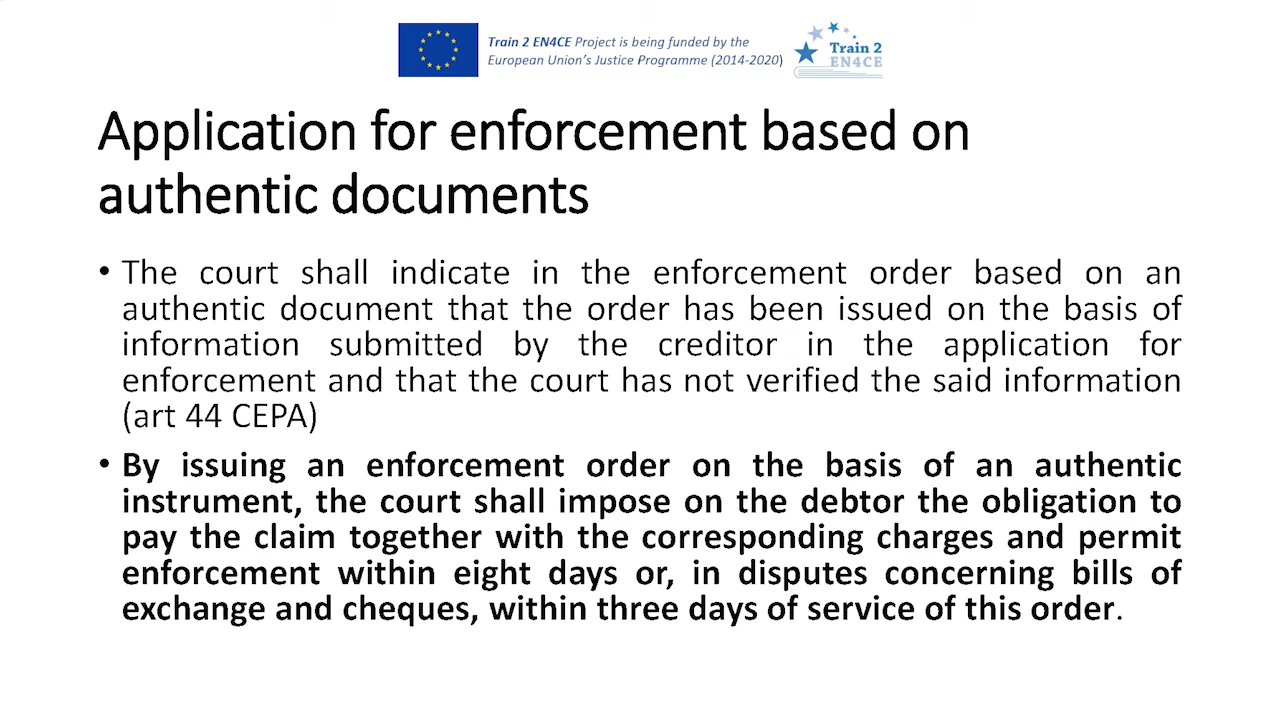 Train 2 EN4CE Project is being funded by the
European Union's Justice Programme (2014-2020)
Train 2
EN4CE
Application for enforcement based on
authentic documents
• The court shall indicate in the enforcement order based on an
authentic document that the order has been issued on the basis of
information submitted by the creditor in the application for
enforcement and that the court has not verified the said information
(art 44 CEPA)
• By issuing an enforcement order on the basis of an authentic
instrument, the court shall impose on the debtor the obligation to
pay the claim together with the corresponding charges and permit
enforcement within eight days or, in disputes concerning bills of
exchange and cheques, within three days of service of this order.